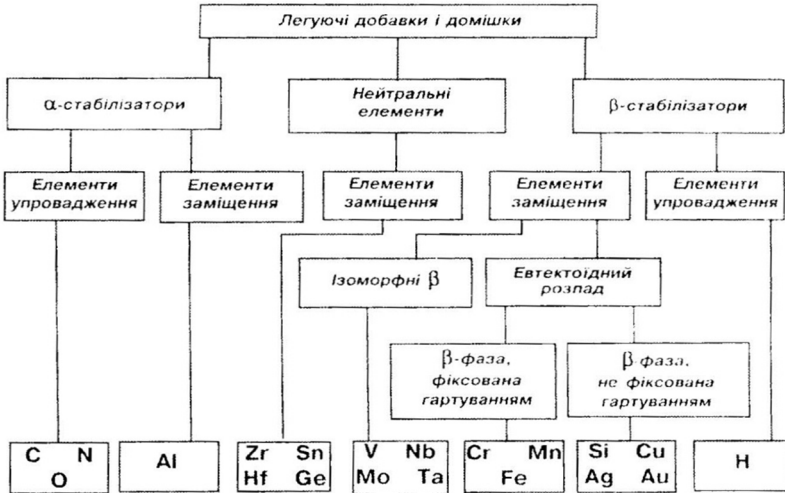 Легуючі добавки і домішки
α-стабілізатори
Нейтральні
елементи
β-стабілізатори
Елементи
упровадження
Елементи
заміщення
Елементи
заміщення
Елементи
заміщення
Елементи
упровадження
Ізоморфні β
Евтектоїдний
розпад
β-фаза,
фіксована
гартуванням
β-фаза,
не фіксована
гартуванням
C N
O
Al
Zr Sn
Hf Ge
V Nb
Mo Ta
Cr Mn
Fe
Si Cu
Ag Au
H